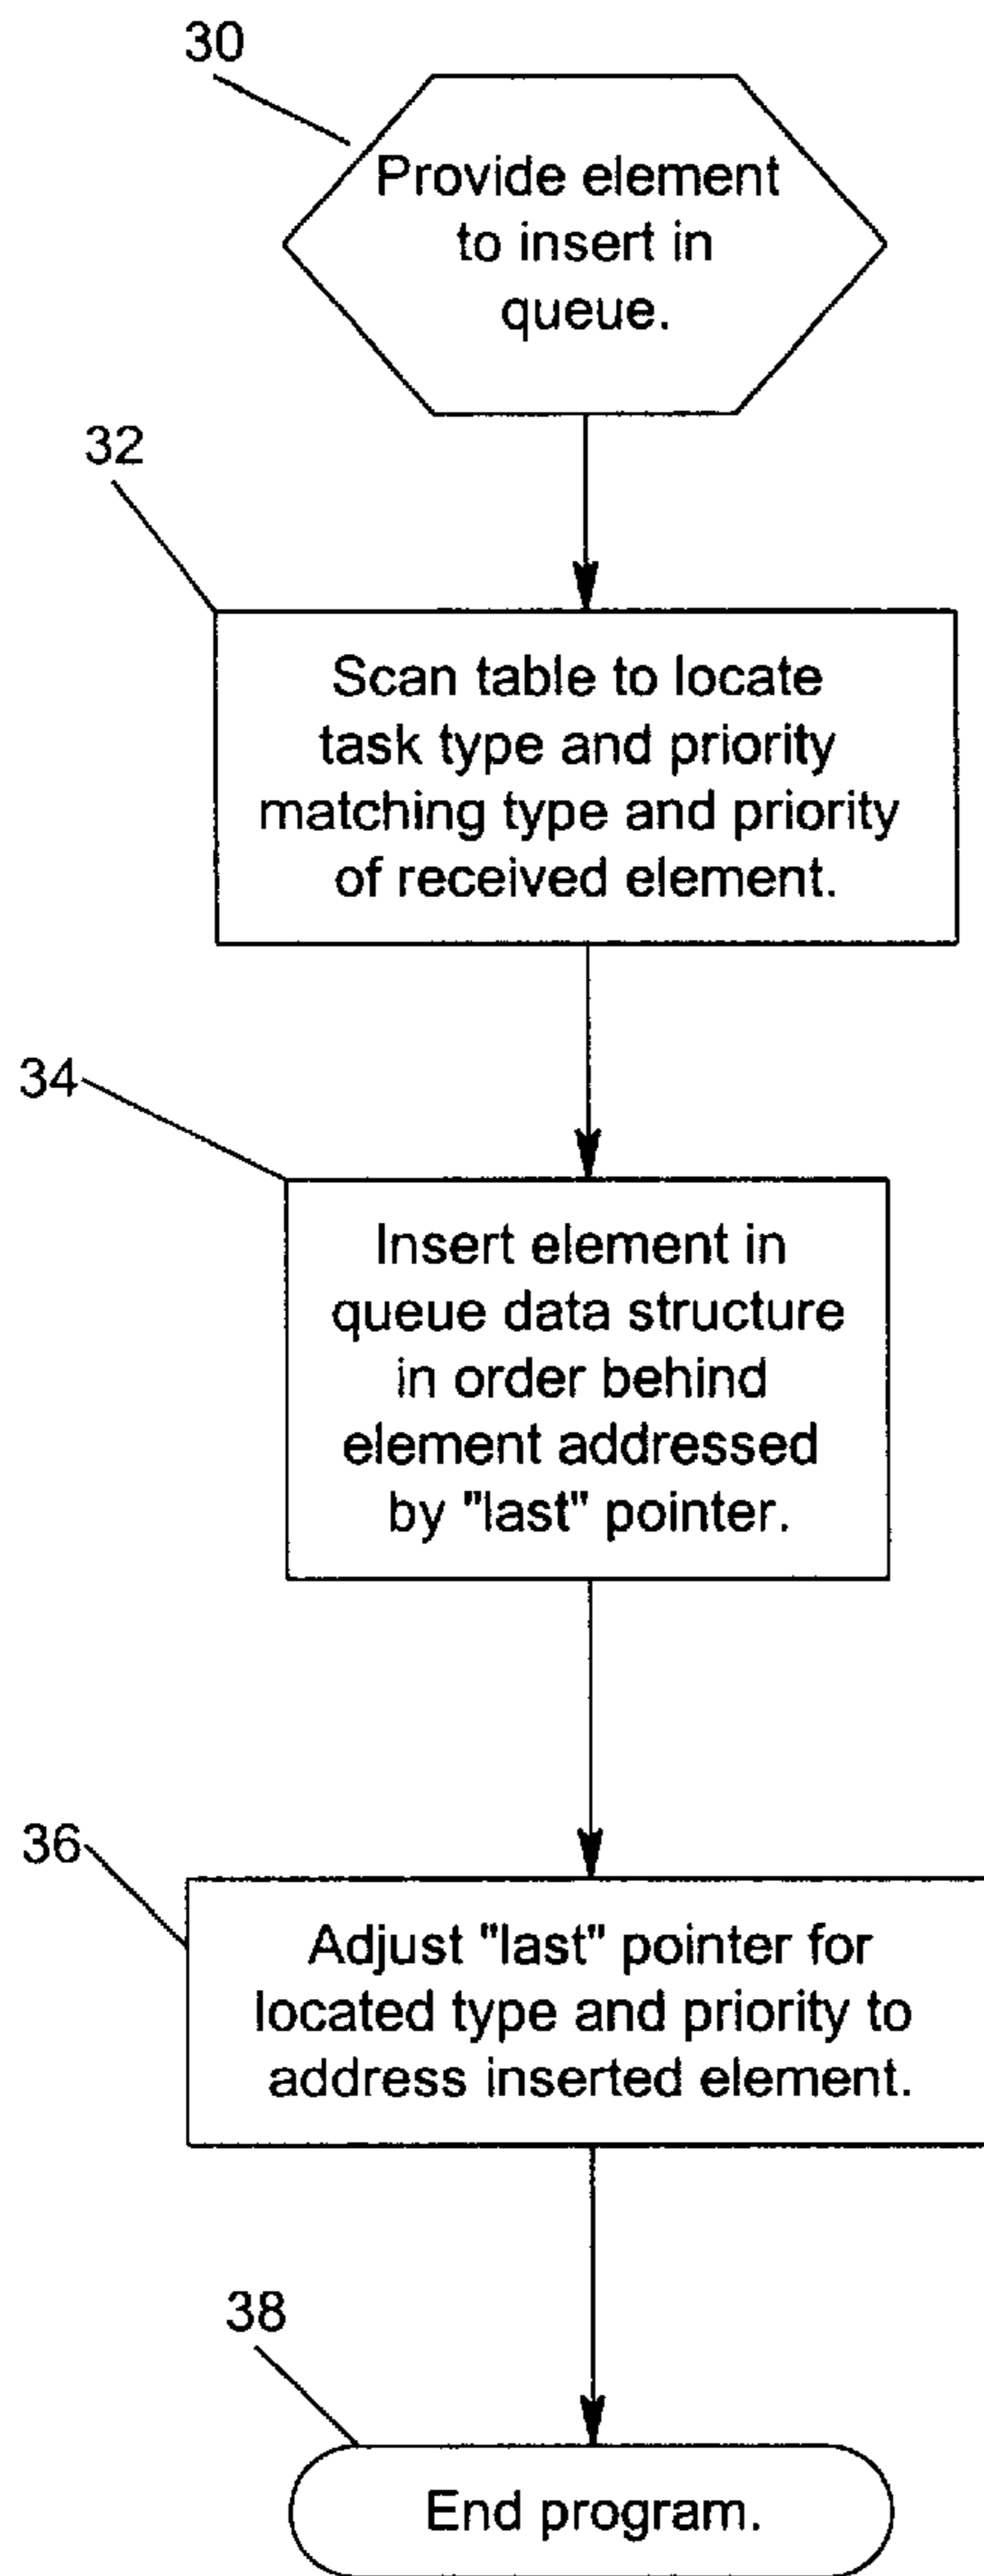 30
Provide element
to insert in
queue.
32
Scan table to locate
task type and priority
matching type and priority
of received element.
34
Insert element in
queue data structure
in order behind
element addressed
by "last" pointer.
36
Adjust "last" pointer for
located type and priority to
address inserted element.
38
End program.